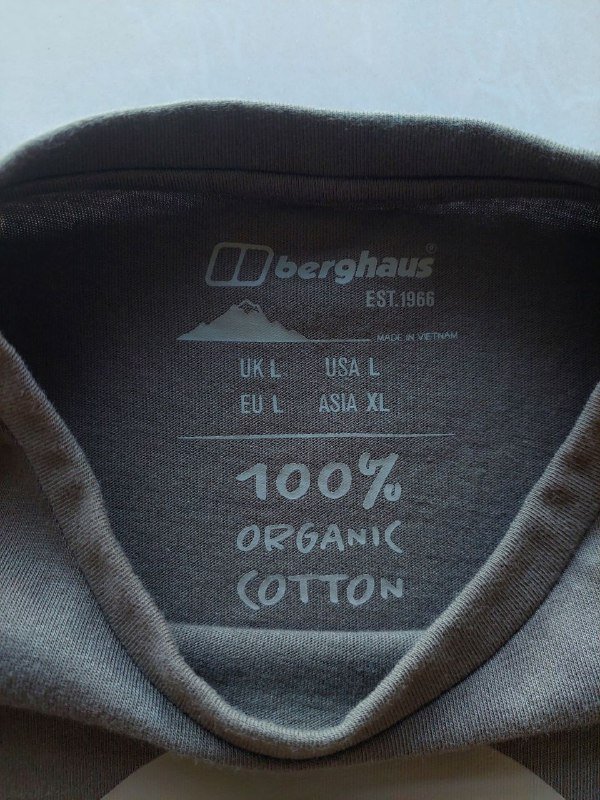 berghaus®
EST.1966
MADE IN VIETNAM
UK L USA L
EU L ASIA XL
100%
ORGANIC
COTTON